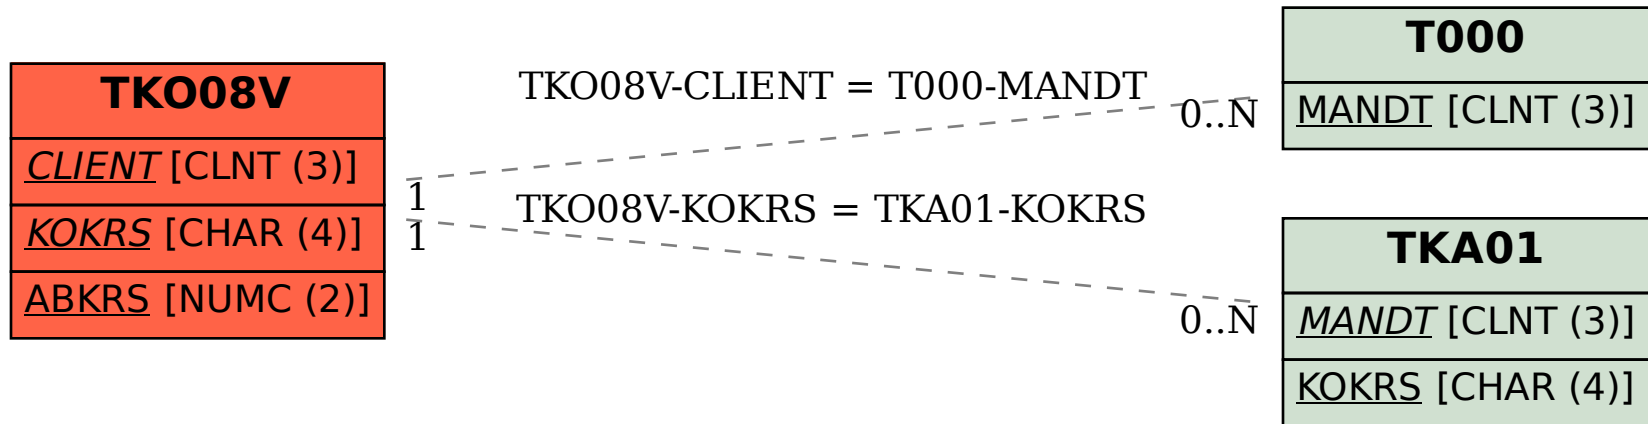 TKO08V
CLIENT [CLNT (3)]
KOKRS [CHAR (4)]
ABKRS [NUMC (2)]
TKO08V-CLIENT = T000-MANDT
0..N
1
TKO08V-KOKRS = TKA01-KOKRS
1
0..N
T000
MANDT [CLNT (3)]
TKA01
MANDT [CLNT (3)]
KOKRS [CHAR (4)]